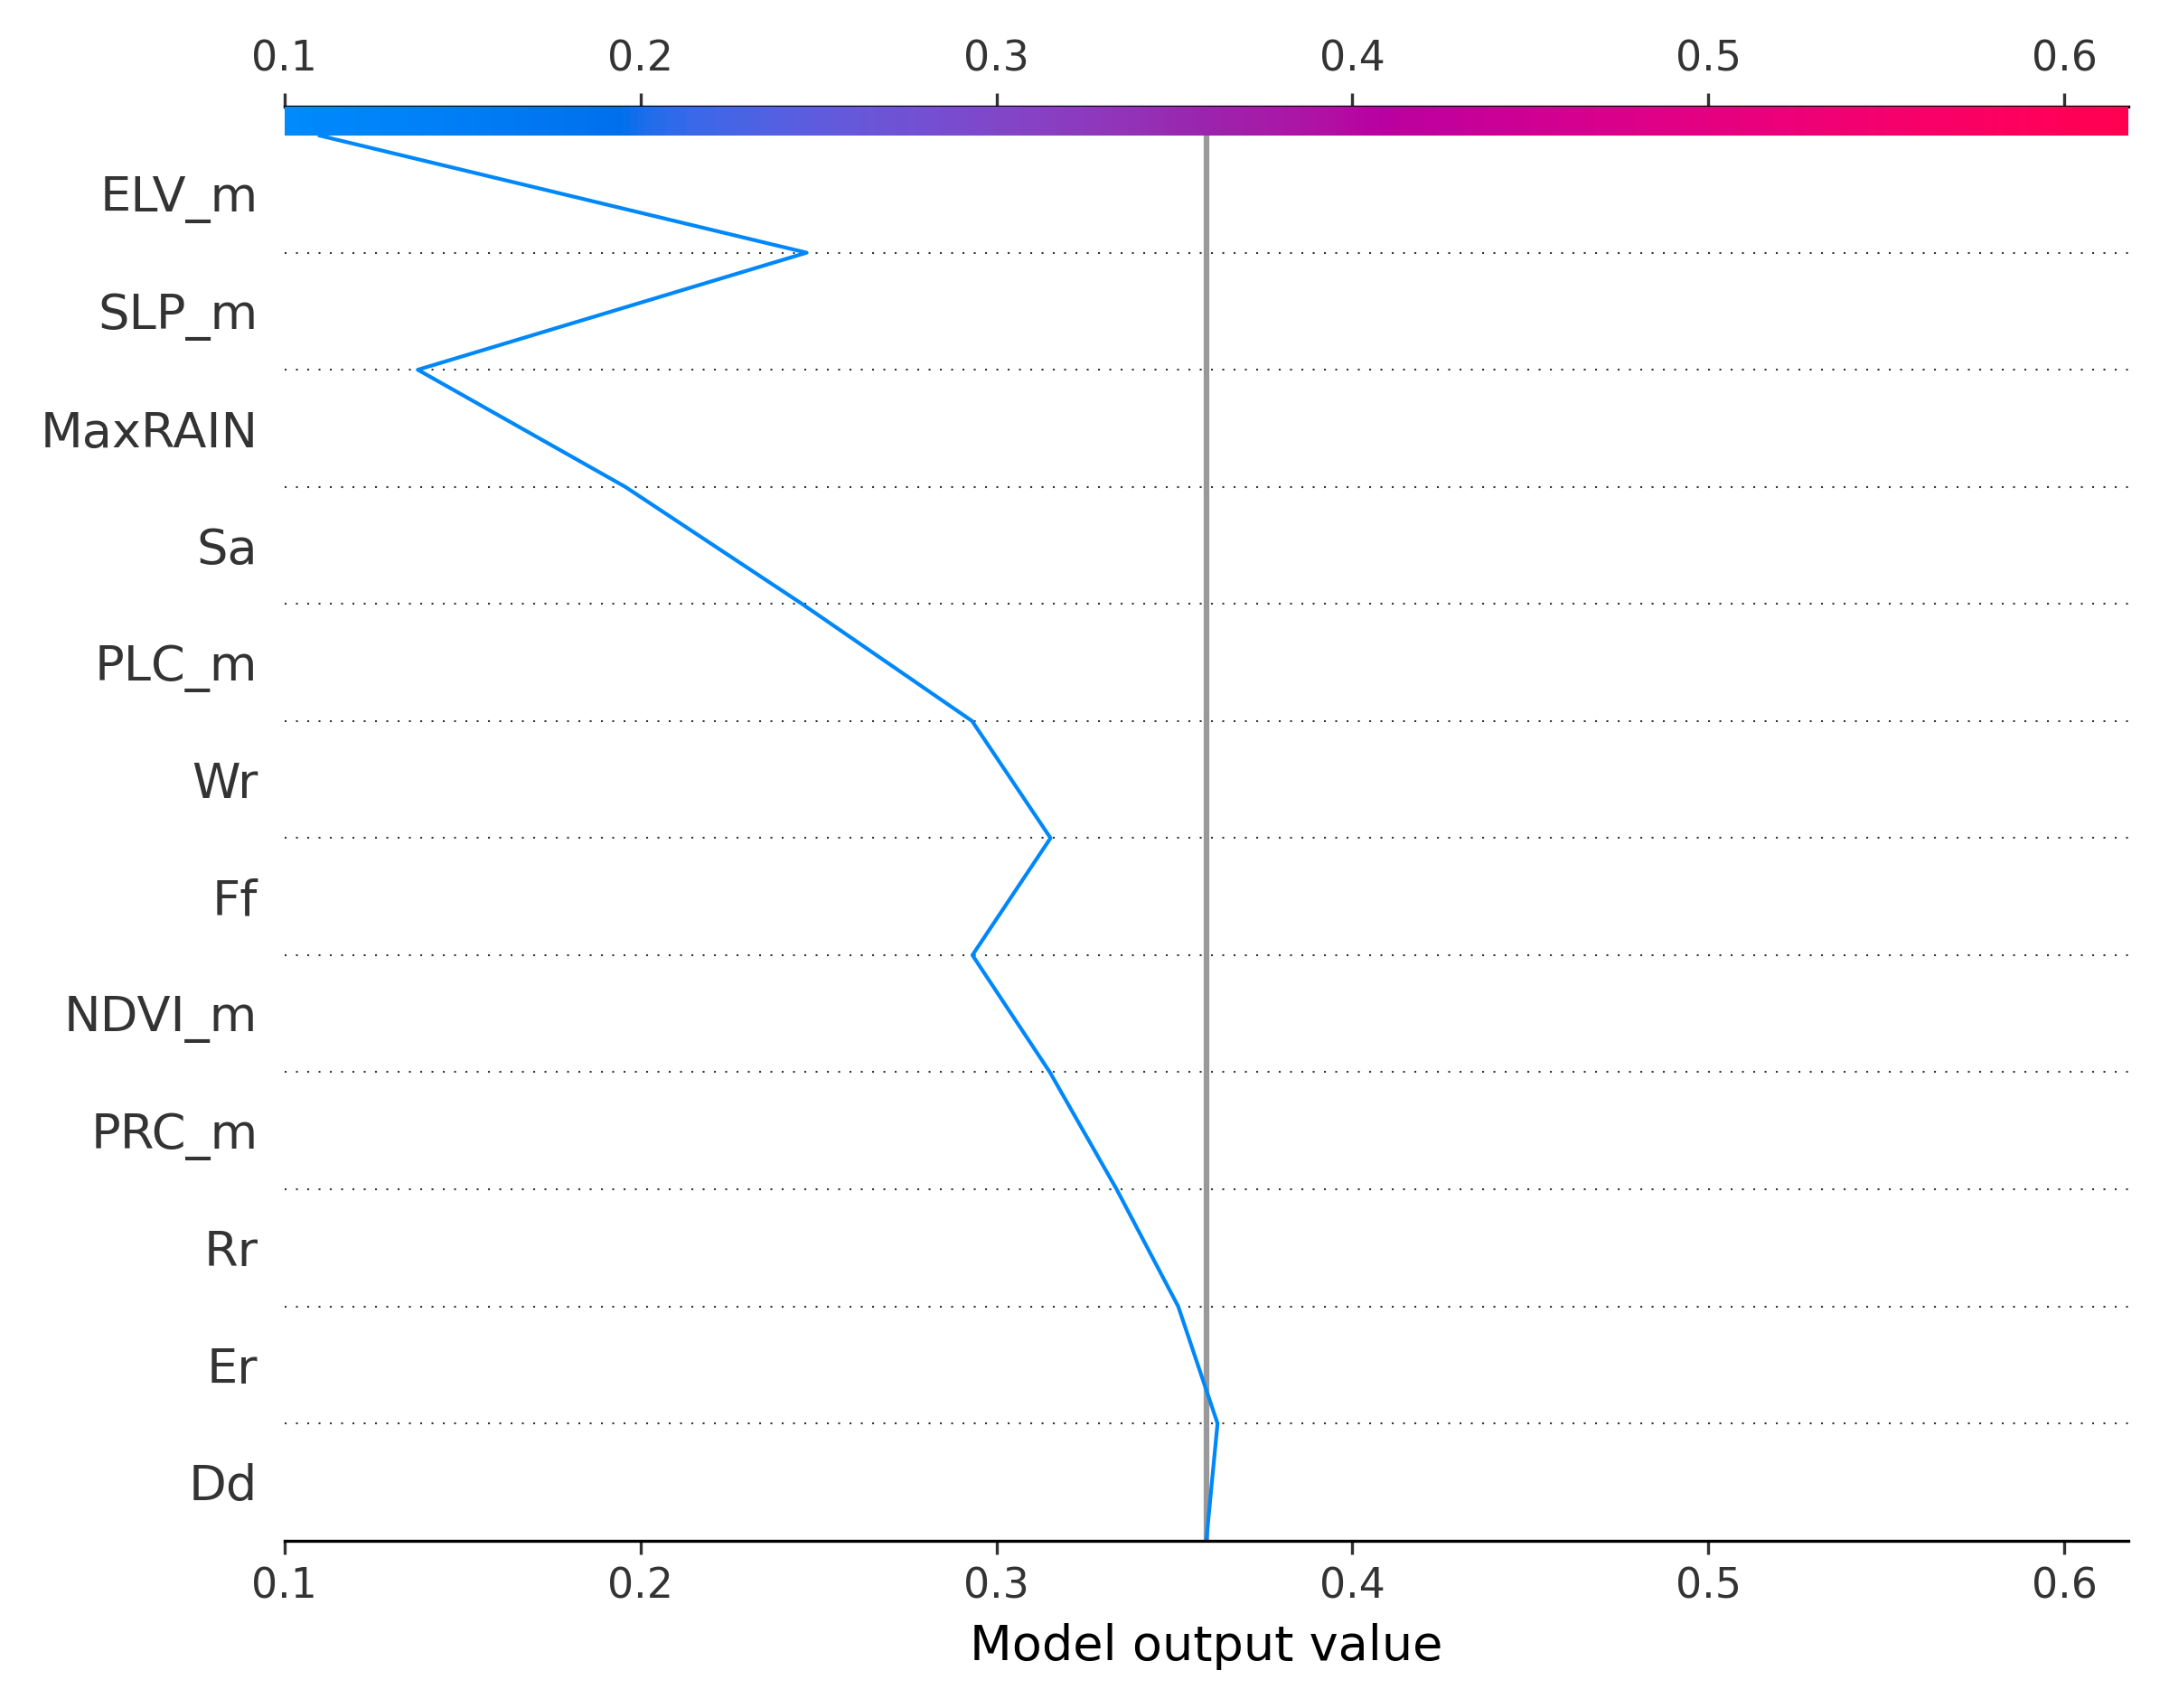 0.1 0.2 0.3 0.4 0.5 0.6
ELV_m
SLP_m
MaxRAIN
Sa
PLC_m
Wr
Ff
NDVI_m
PRC_m
Rr
Er
Dd
0.1 0.2 0.3 0.4 0.5 0.6
Model output value